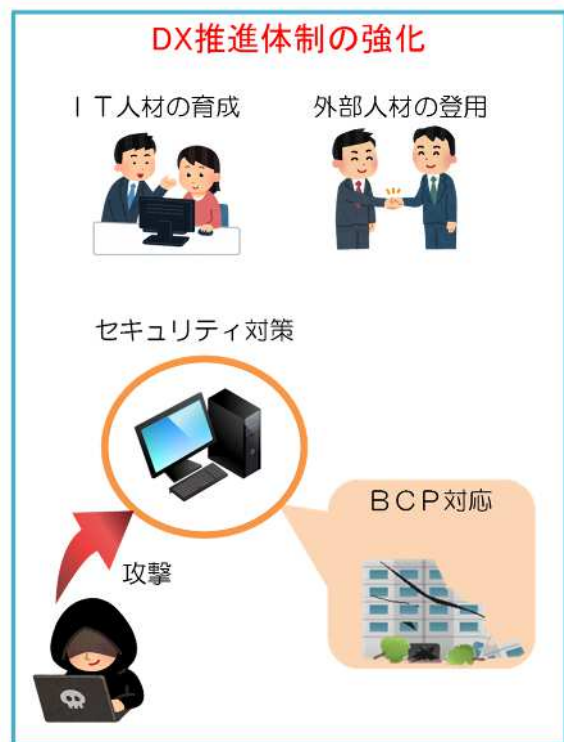 DX推進体制の強化
ＩＴ人材の育成
外部人材の登用
セキュリティ対策
ＢＣＰ対応
攻撃